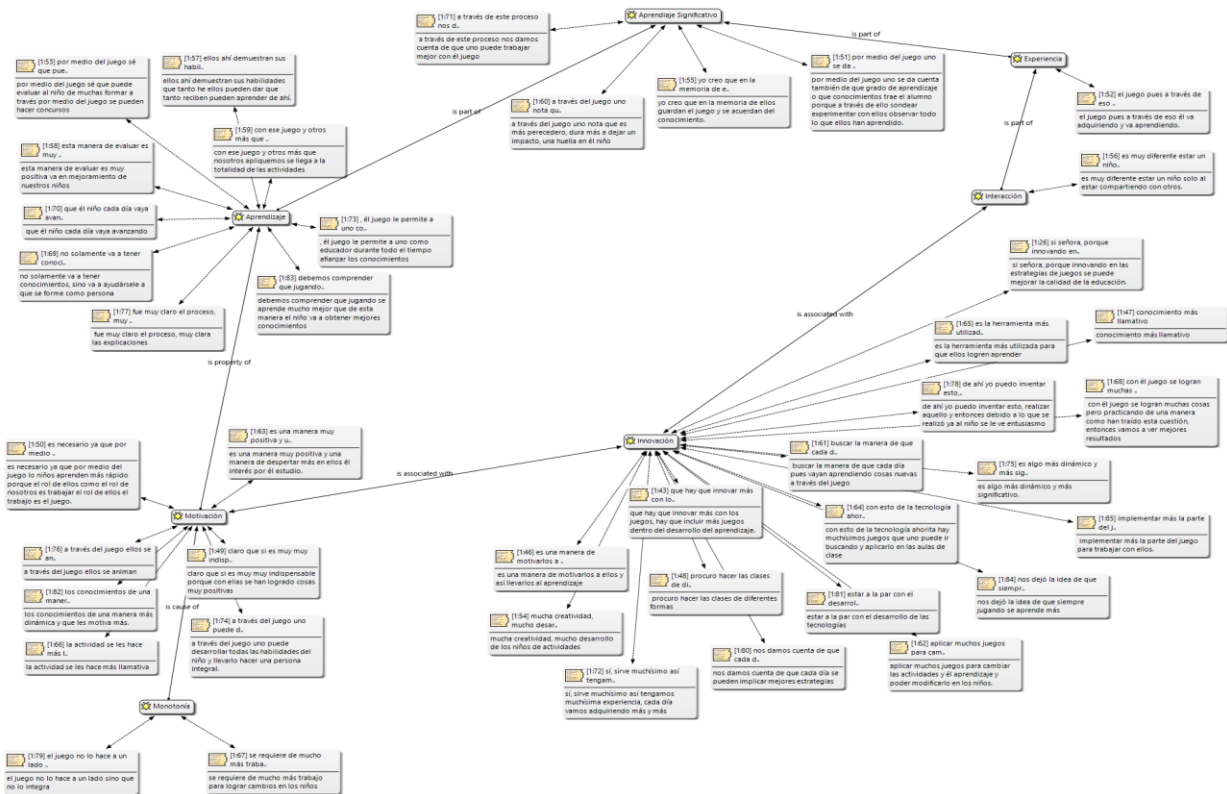 Aprendizaje Significativo
[1:71] a través de este proceso
nos d..
a través de este proceso nos damos
cuenta de que uno puede trabajar
mejor con él juego
is part of
Experiencia
[1:53] por medio del juego sé
que pue..
por medio del juego sé que puede
evaluar al niño de muchas formar a
través por medio del juego se pueden
hacer concursos
[1:57] ellos ahí demuestran sus
habil..
ellos ahí demuestran sus habilidades
que tanto he ellos pueden dar que
tanto reciben pueden aprender de ahí.
[1:55] yo creo que en la
memoria de e..
yo creo que en la memoria de ellos
guardan el juego y se acuerdan del
conocimiento.
[1:51] por medio del juego uno
se da ..
por medio del juego uno se da cuenta
también de que grado de aprendizaje
o que conocimientos trae el alumno
porque a través de ello sondear
experimentar con ellos observar todo
lo que ellos han aprendido.
[1:52] el juego pues a través de
eso ..
el juego pues a través de eso él va
adquiriendo y va aprendiendo.
[1:60] a través del juego uno
nota qu..
a través del juego uno nota que es
más perecedero, dura más a dejar un
impacto, una huella en él niño
is part of
is part of
[1:59] con ese juego y otros
más que ..
con ese juego y otros más que
nosotros apliquemos se llega a la
totalidad de las actividades
[1:58] esta manera de evaluar es
muy ..
esta manera de evaluar es muy
positiva va en mejoramiento de
nuestros niños
[1:56] es muy diferente estar un
niño..
es muy diferente estar un niño solo al
estar compartiendo con otros.
Interacción
[1:70] que él niño cada día vaya
avan..
que él niño cada día vaya avanzando
Aprendizaje
[1:73] , él juego le permite a
uno co..
, él juego le permite a uno como
educador durante todo el tiempo
afianzar los conocimientos
[1:69] no solamente va a tener
conoci..
no solamente va a tener
conocimientos, sino va a ayudársele a
que se forme como persona
[1:83] debemos comprender
que jugando..
debemos comprender que jugando se
aprende mucho mejor que de esta
manera el niño va a obtener mejores
conocimientos
[1:77] fue muy claro el proceso,
muy ..
fue muy claro el proceso, muy clara
las explicaciones
[1:26] si señora, porque
innovando en..
si señora, porque innovando en las
estrategias de juegos se puede
mejorar la calidad de la educación.
is associated with
is property of
[1:65] es la herramienta más
utilizad..
es la herramienta más utilizada para
que ellos logren aprender
[1:47] conocimiento más
llamativo
conocimiento más llamativo
[1:78] de ahí yo puedo inventar
esto,..
de ahí yo puedo inventar esto, realizar
aquello y entonces debido a lo que se
realizó ya al niño se le ve entusiasmo
[1:68] con él juego se logran
muchas ..
con él juego se logran muchas cosas
pero practicando de una manera
como han traído esta cuestión,
entonces vamos a ver mejores
resultados
[1:50] es necesario ya que por
medio ..
es necesario ya que por medio del
juego lo niños aprenden más rápido
porque el rol de ellos como el rol de
nosotros es trabajar el rol de ellos el
trabajo es el juego.
[1:63] es una manera muy
positiva y u..
es una manera muy positiva y una
manera de despertar más en ellos él
interés por él estudio.
Innovación
[1:61] buscar la manera de que
cada d..
buscar la manera de que cada día
pues vayan aprendiendo cosas nuevas
a través del juego
is associated with
[1:75] es algo más dinámico y
más sig..
es algo más dinámico y más
significativo.
[1:43] que hay que innovar más
con lo..
que hay que innovar más con los
juegos, hay que incluir más juegos
dentro del desarrollo del aprendizaje.
[1:64] con esto de la tecnología
ahor..
con esto de la tecnología ahorita hay
muchísimos juegos que uno puede ir
buscando y aplicarlo en las aulas de
clase
[1:85] implementar más la parte
del j..
implementar más la parte del juego
para trabajar con ellos.
Motivación
[1:76] a través del juego ellos se
an..
a través del juego ellos se animan
[1:49] claro que si es muy muy
indisp..
claro que si es muy muy indispensable
porque con ellas se han logrado cosas
muy positivas
[1:46] es una manera de
motivarlos a ..
es una manera de motivarlos a ellos y
así llevarlos al aprendizaje
[1:48] procuro hacer las clases
de di..
procuro hacer las clases de diferentes
formas
[1:84] nos dejó la idea de que
siempr..
nos dejó la idea de que siempre
jugando se aprende más
[1:82] los conocimientos de una
maner..
los conocimientos de una manera más
dinámica y que les motiva más.
is cause of
[1:81] estar a la par con el
desarrol..
estar a la par con el desarrollo de las
tecnologías
[1:54] mucha creatividad,
mucho desar..
mucha creatividad, mucho desarrollo
de los niños de actividades
[1:74] a través del juego uno
puede d..
a través del juego uno puede
desarrollar todas las habilidades del
niño y llevarlo hacer una persona
integral.
[1:66] la actividad se les hace
más l..
la actividad se les hace más llamativa
[1:80] nos damos cuenta de que
cada d..
nos damos cuenta de que cada día se
pueden implicar mejores estrategias
[1:62] aplicar muchos juegos
para cam..
aplicar muchos juegos para cambiar
las actividades y él aprendizaje y
poder modificarlo en los niños.
[1:72] sí, sirve muchísimo así
tengam..
sí, sirve muchísimo así tengamos
muchísima experiencia, cada día
vamos adquiriendo más y más
Monotonía
[1:79] el juego no lo hace a un
lado ..
el juego no lo hace a un lado sino que
no lo integra
[1:67] se requiere de mucho
más traba..
se requiere de mucho más trabajo
para lograr cambios en los niños